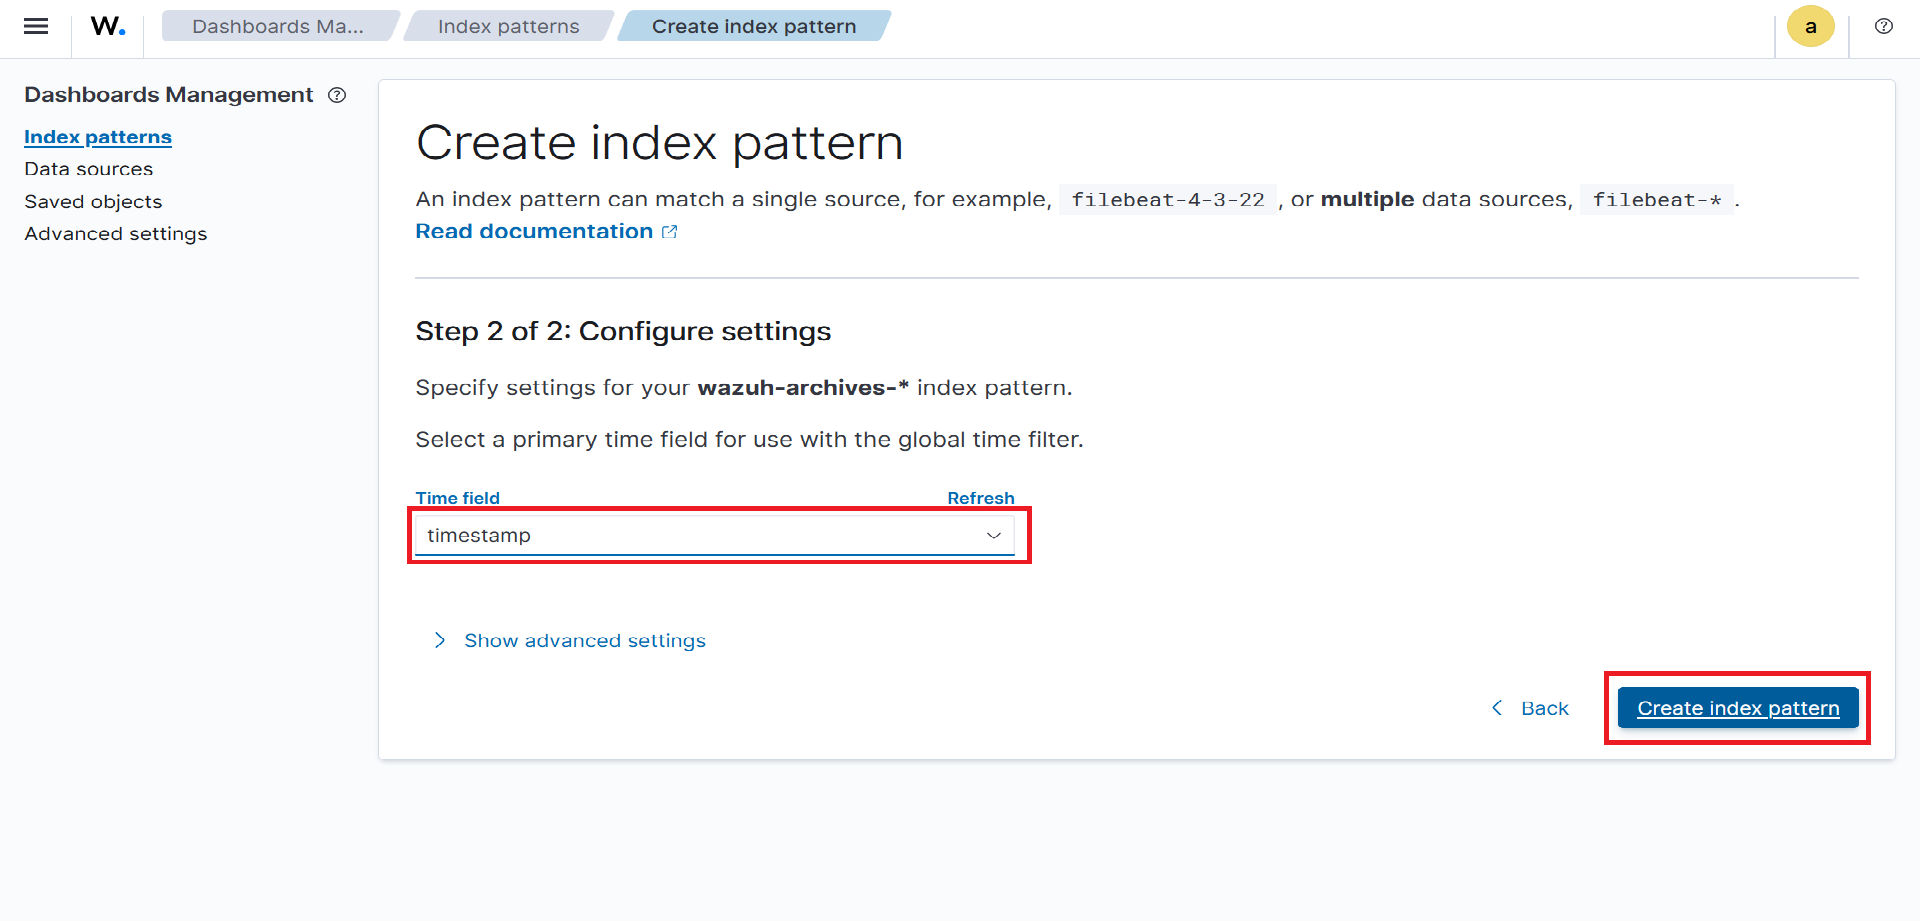 W.
Dashboards Ma... Index patterns Create index pattern
a
Dashboards Management
Index patterns
Data sources
Saved objects
Advanced settings
Create index pattern
An index pattern can match a single source, for example, filebeat-4-3-22 , or multiple data sources, filebeat-* .
Read documentation
Step 2 of 2: Configure settings
Specify settings for your wazuh-archives-* index pattern.
Select a primary time field for use with the global time filter.
Time field Refresh
timestamp
Show advanced settings
Back Create index pattern